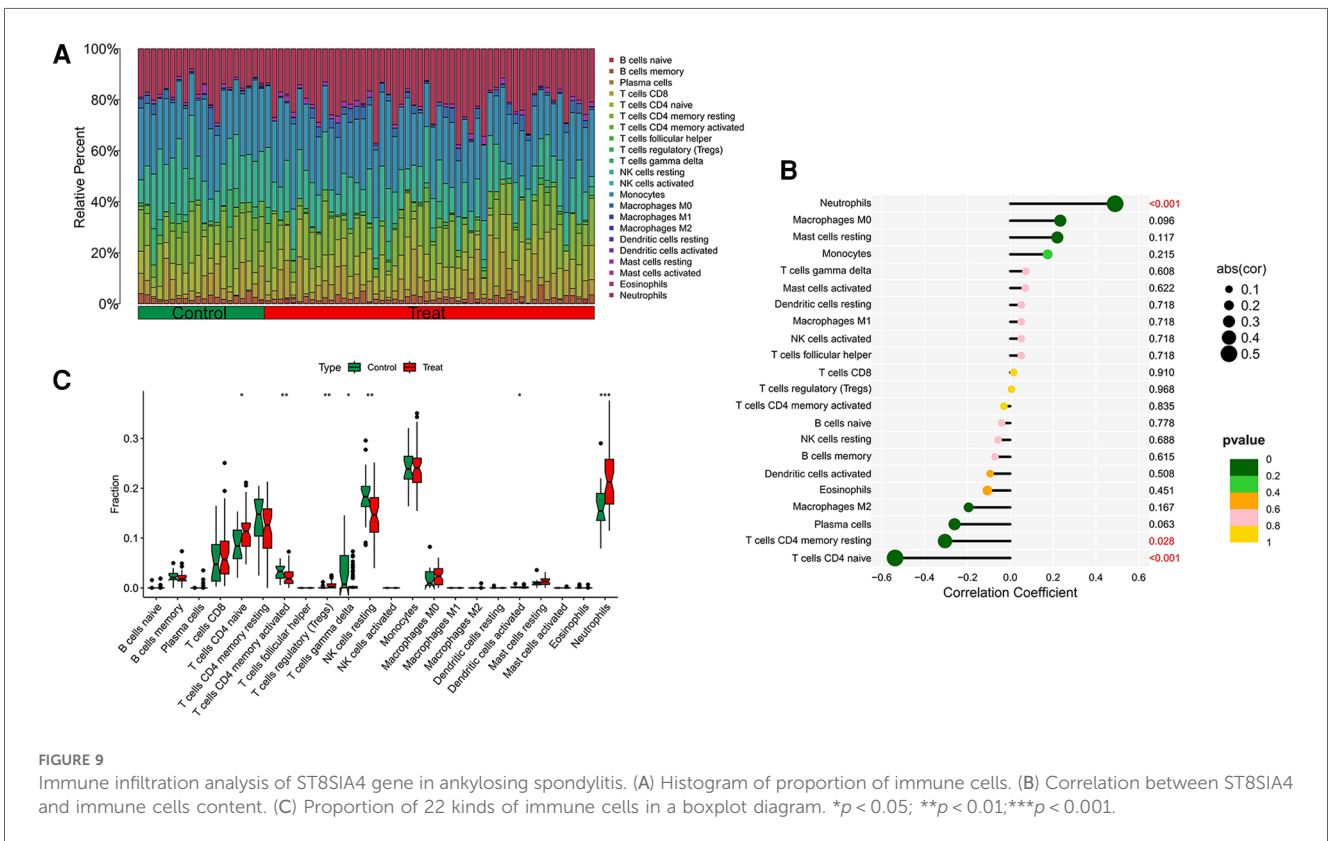 A
100%
80%
60%
40%
20%
0%
Relative Percent
Control
Treat
B cells naive
B cells memory
Plasma cells
T cells CD8
T cells CD4 naive
T cells CD4 memory resting
T cells CD4 memory activated
T cells follicular helper
T cells regulatory (Tregs)
T cells gamma delta
NK cells resting
NK cells activated
Monocytes
Macrophages M0
Macrophages M1
Macrophages M2
Dendritic cells resting
Dendritic cells activated
Mast cells resting
Mast cells activated
Eosinophils
Neutrophils
B
Neutrophils <0.001
Macrophages M0 0.096
Mast cells resting 0.117
Monocytes 0.215
T cells gamma delta 0.608
Mast cells activated 0.622
Dendritic cells resting 0.718
Macrophages M1 0.718
NK cells activated 0.718
T cells follicular helper 0.718
T cells CD8 0.910
T cells regulatory (Tregs) 0.968
T cells CD4 memory activated 0.835
B cells naive 0.778
NK cells resting 0.688
B cells memory 0.615
Dendritic cells activated 0.508
Eosinophils 0.451
Macrophages M2 0.167
Plasma cells 0.063
T cells CD4 memory resting 0.028
T cells CD4 naive <0.001
−0.6 −0.4 −0.2 0.0 0.2 0.4 0.6
Correlation Coefficient
abs(cor)
0.1
0.2
0.3
0.4
0.5
pvalue
0
0.2
0.4
0.6
0.8
1
C
Type Control Treat
* ** ** * ** * ***
0.3
0.2
0.1
0.0
Fraction
B cells naive
B cells memory
Plasma cells
T cells CD8
T cells CD4 naive
T cells CD4 memory resting
T cells CD4 memory activated
T cells follicular helper
T cells regulatory (Tregs)
T cells gamma delta
NK cells resting
NK cells activated
Monocytes
Macrophages M0
Macrophages M1
Macrophages M2
Dendritic cells resting
Dendritic cells activated
Mast cells resting
Mast cells activated
Eosinophils
Neutrophils
FIGURE 9
Immune infiltration analysis of ST8SIA4 gene in ankylosing spondylitis. (A) Histogram of proportion of immune cells. (B) Correlation between ST8SIA4
and immune cells content. (C) Proportion of 22 kinds of immune cells in a boxplot diagram. *p < 0.05; **p < 0.01;***p < 0.001.